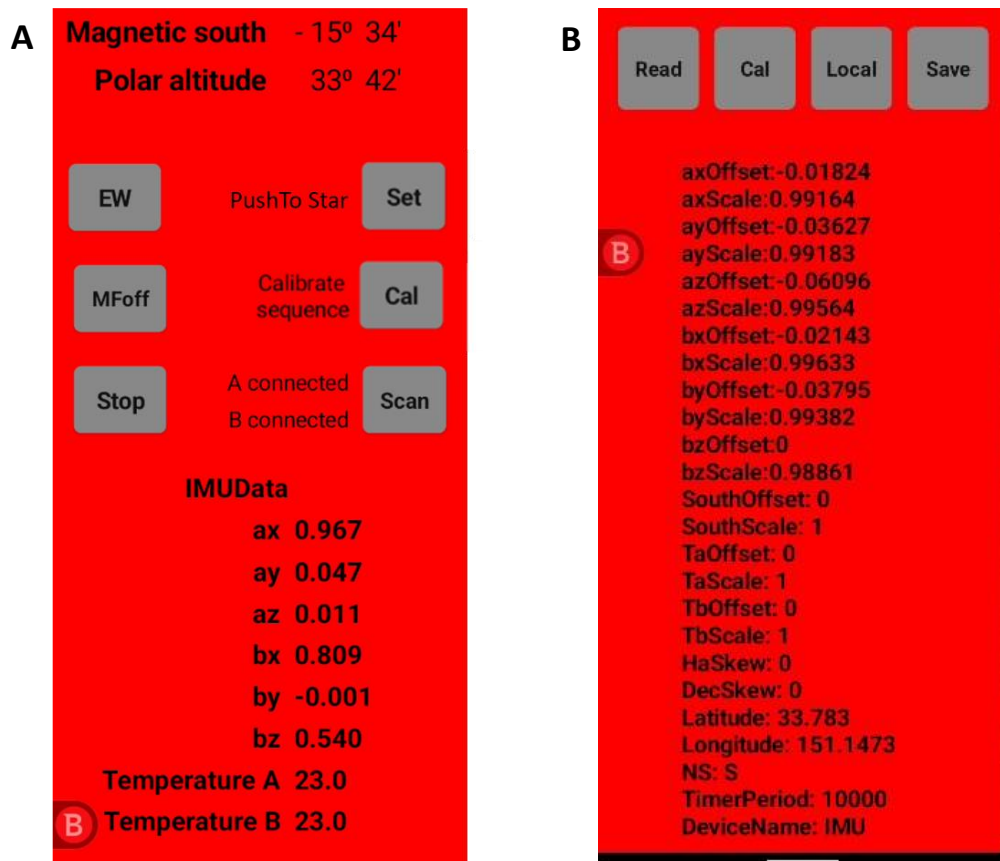 A
Magnetic south - 15º 34'
Polar altitude 33º 42'
EW PushTo Star Set
MFoff Calibrate sequence Cal
Stop A connected B connected Scan
IMUData
ax 0.967
ay 0.047
az 0.011
bx 0.809
by -0.001
bz 0.540
Temperature A 23.0
B Temperature B 23.0
B
Read Cal Local Save
axOffset:-0.01824
axScale:0.99164
ayOffset:-0.03627
B ayScale:0.99183
azOffset:-0.06096
azScale:0.99564
bxOffset:-0.02143
bxScale:0.99633
byOffset:-0.03795
byScale:0.99382
bzOffset:0
bzScale:0.98861
SouthOffset: 0
SouthScale: 1
TaOffset: 0
TaScale: 1
TbOffset: 0
TbScale: 1
HaSkew: 0
DecSkew: 0
Latitude: 33.783
Longitude: 151.1473
NS: S
TimerPeriod: 10000
DeviceName: IMU